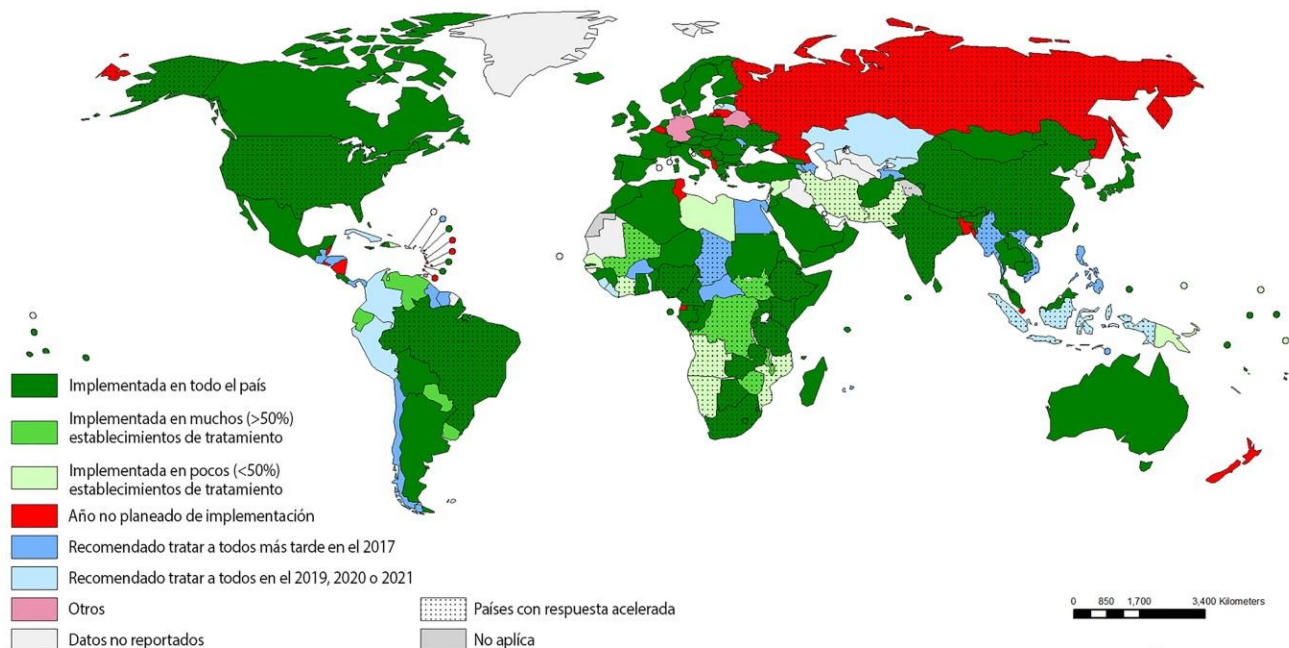 Implementada en todo el país
Implementada en muchos (>50%)
establecimientos de tratamiento
Implementada en pocos (<50%)
establecimientos de tratamiento
Año no planeado de implementación
Recomendado tratar a todos más tarde en el 2017
Recomendado tratar a todos en el 2019, 2020 o 2021
Otros
Datos no reportados
Países con respuesta acelerada
No aplíca
0 850 1,700 3,400 Kilometers